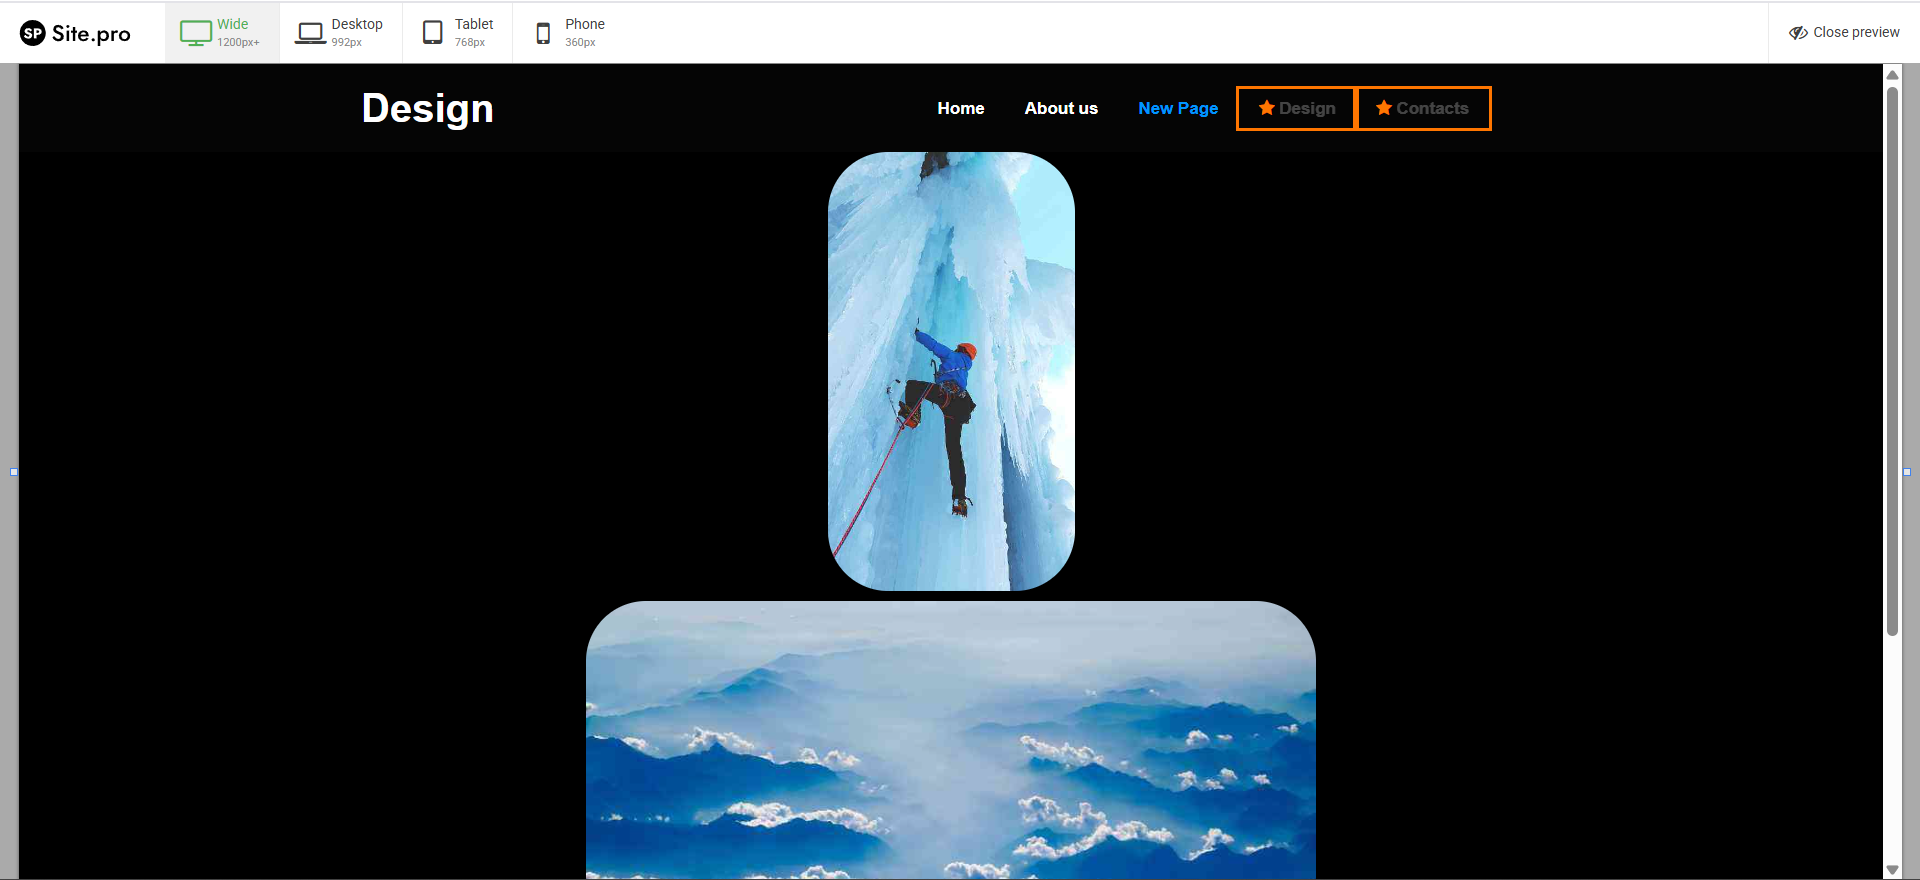 SP Site.pro
Wide
1200px+
Desktop
992px
Tablet
768px
Phone
360px
Close preview
Design
Home
About us
New Page
Design
Contacts